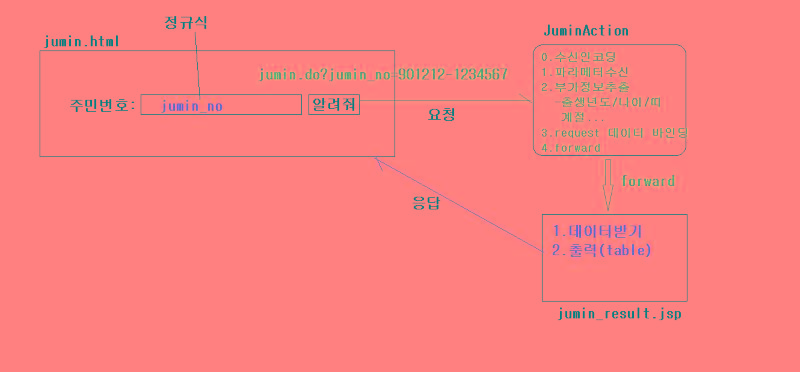 정규식
jumin.html
JuminAction
jumin.do?jumin_no=901212-1234567
주민번호:
jumin_no
알려줘
요청
0.수신인코딩
1.파라메터수신
2.부가정보추출
-출생년도/나이/띠
계절...
3.request 데이터 바인딩
4.forward
forward
응답
1.데이터받기
2.출력(table)
jumin_result.jsp